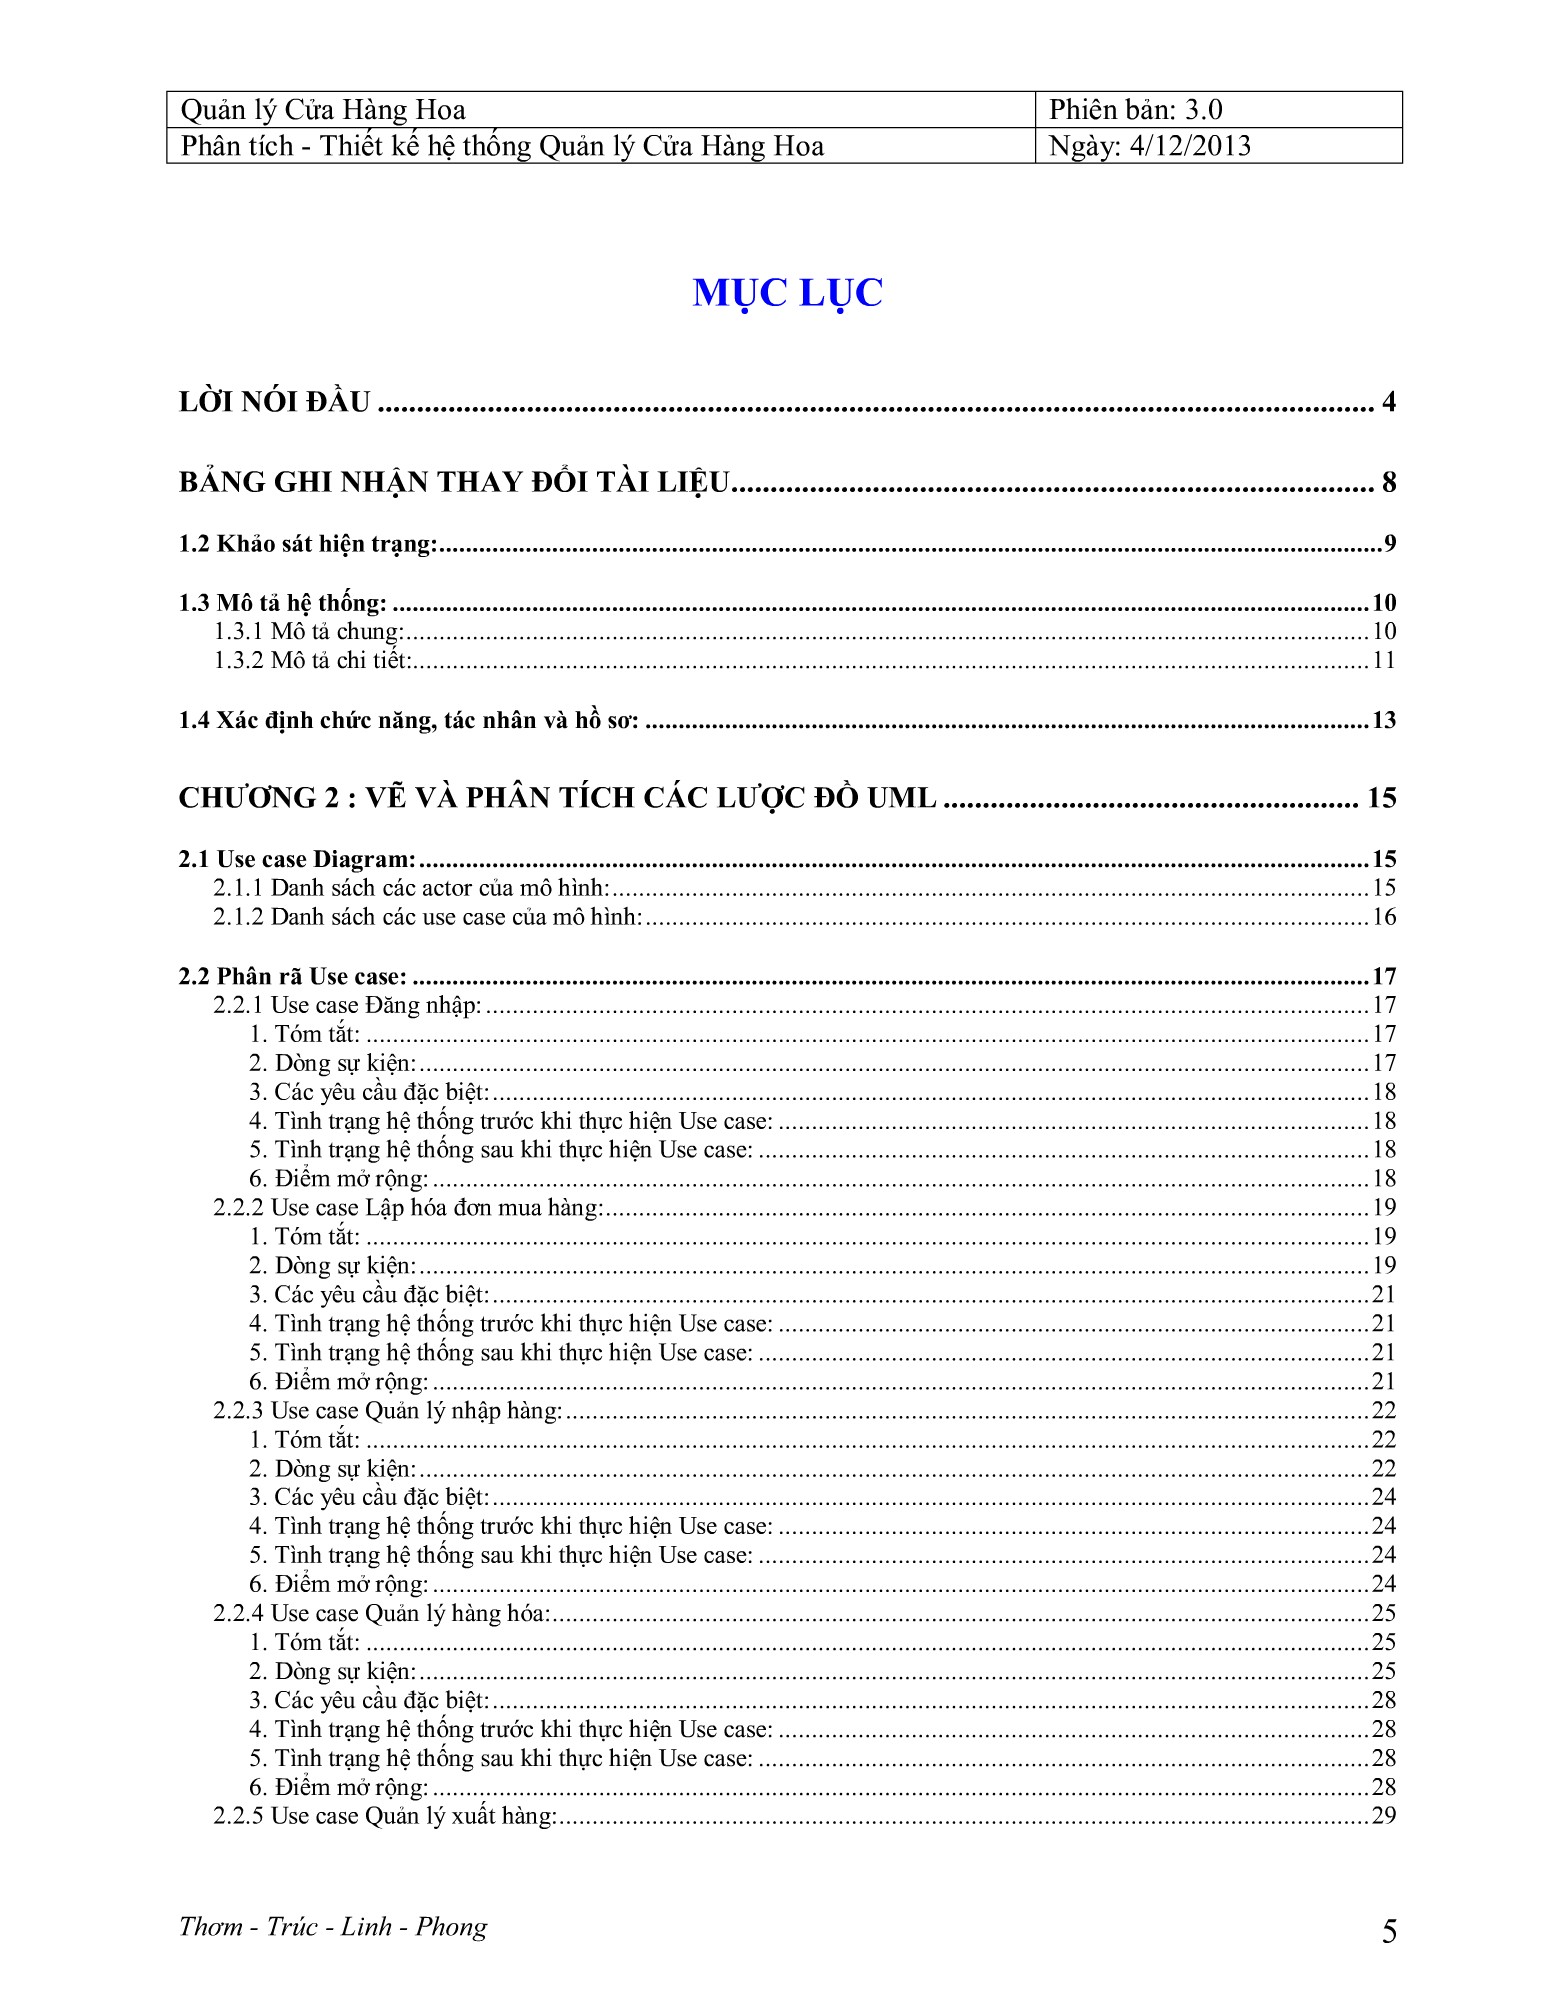 Quản lý Cửa Hàng Hoa Phiên bản: 3.0
Phân tích - Thiết kế hệ thống Quản lý Cửa Hàng Hoa Ngày: 4/12/2013
MỤC LỤC
LỜI NÓI ĐẦU ........................................ 4
BẢNG GHI NHẬN THAY ĐỔI TÀI LIỆU........................................ 8
1.2 Khảo sát hiện trạng:........................................9
1.3 Mô tả hệ thống: ........................................10
1.3.1 Mô tả chung:........................................10
1.3.2 Mô tả chi tiết:........................................11
1.4 Xác định chức năng, tác nhân và hồ sơ: ........................................13
CHƯƠNG 2 : VẼ VÀ PHÂN TÍCH CÁC LƯỢC ĐỒ UML ........................................ 15
2.1 Use case Diagram:........................................15
2.1.1 Danh sách các actor của mô hình:........................................15
2.1.2 Danh sách các use case của mô hình:........................................16
2.2 Phân rã Use case: ........................................17
2.2.1 Use case Đăng nhập: ........................................17
1. Tóm tắt: ........................................17
2. Dòng sự kiện:........................................17
3. Các yêu cầu đặc biệt:........................................18
4. Tình trạng hệ thống trước khi thực hiện Use case: ........................................18
5. Tình trạng hệ thống sau khi thực hiện Use case: ........................................18
6. Điểm mở rộng:........................................18
2.2.2 Use case Lập hóa đơn mua hàng:........................................19
1. Tóm tắt: ........................................19
2. Dòng sự kiện:........................................19
3. Các yêu cầu đặc biệt:........................................21
4. Tình trạng hệ thống trước khi thực hiện Use case: ........................................21
5. Tình trạng hệ thống sau khi thực hiện Use case: ........................................21
6. Điểm mở rộng:........................................21
2.2.3 Use case Quản lý nhập hàng:........................................22
1. Tóm tắt: ........................................22
2. Dòng sự kiện:........................................22
3. Các yêu cầu đặc biệt:........................................24
4. Tình trạng hệ thống trước khi thực hiện Use case: ........................................24
5. Tình trạng hệ thống sau khi thực hiện Use case: ........................................24
6. Điểm mở rộng:........................................24
2.2.4 Use case Quản lý hàng hóa:........................................25
1. Tóm tắt: ........................................25
2. Dòng sự kiện:........................................25
3. Các yêu cầu đặc biệt:........................................28
4. Tình trạng hệ thống trước khi thực hiện Use case: ........................................28
5. Tình trạng hệ thống sau khi thực hiện Use case: ........................................28
6. Điểm mở rộng:........................................28
2.2.5 Use case Quản lý xuất hàng:........................................29
Thơm - Trúc - Linh - Phong 5